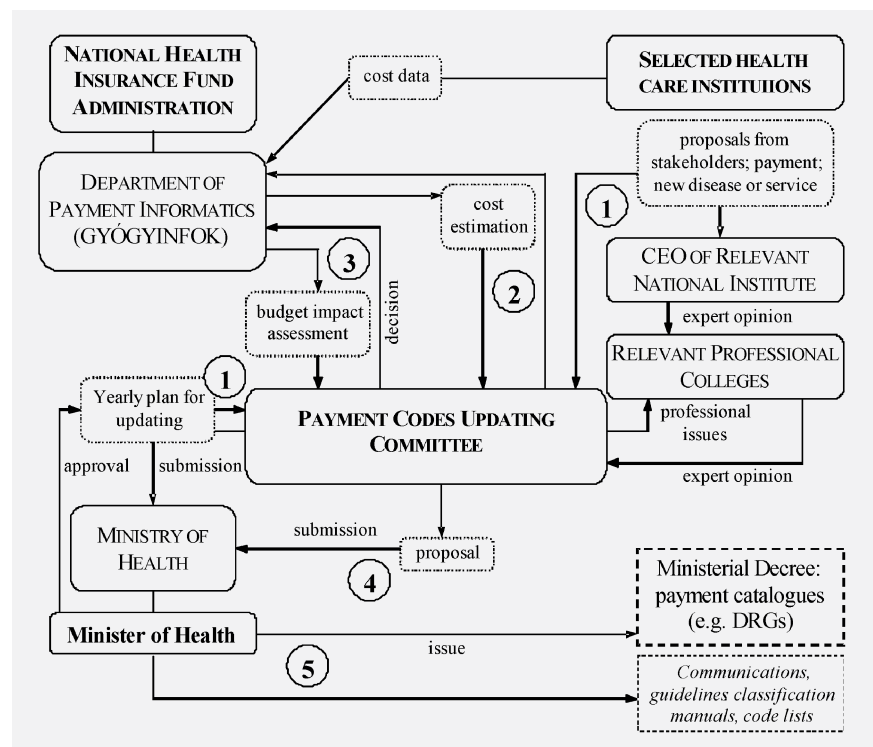 NATIONAL HEALTH
INSURANCE FUND
ADMINISTRATION
cost data
SELECTED HEALTH
CARE INSTITUIIONS
DEPARTMENT OF
PAYMENT INFORMATICS
(GYÓGYINFOK)
cost
estimation
proposals from
stakeholders; payment;
new disease or service
1
CEO OF RELEVANT
NATIONAL INSTITUTE
3
2
budget impact
assessment
decision
expert opinion
RELEVANT PROFESSIONAL
COLLEGES
1
Yearly plan for
updating
PAYMENT CODES UPDATING
COMMITTEE
professional
issues
approval
submission
expert opinion
MINISTRY OF
HEALTH
submission
proposal
4
Ministerial Decree:
payment catalogues
(e.g. DRGs)
Minister of Health
issue
5
Communications,
guidelines classification
manuals, code lists